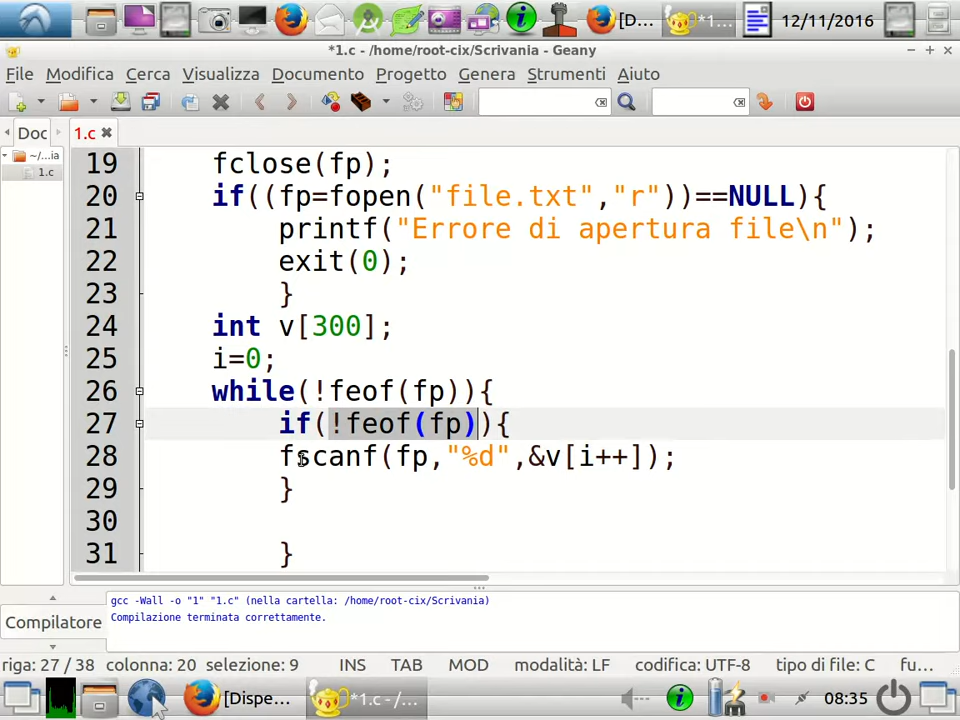 [D...
*1...
12/11/2016
*1.c - /home/root-cix/Scrivania - Geany
File Modifica Cerca Visualizza Documento Progetto Genera Strumenti Aiuto
Doc
1.c
~/...ia
1.c
19 fclose(fp);
20 if((fp=fopen("file.txt","r"))==NULL){
21 printf("Errore di apertura file\n");
22 exit(0);
23 }
24 int v[300];
25 i=0;
26 while(!feof(fp)){
27 if(!feof(fp)){
28 fscanf(fp,"%d",&v[i++]);
29 }
30
31 }
gcc -Wall -o "1" "1.c" (nella cartella: /home/root-cix/Scrivania)
Compilazione terminata correttamente.
Compilatore
riga: 27 / 38 colonna: 20 selezione: 9 INS TAB MOD modalità: LF codifica: UTF-8 tipo di file: C fu...
[Dispe...
*1.c - /...
08:35